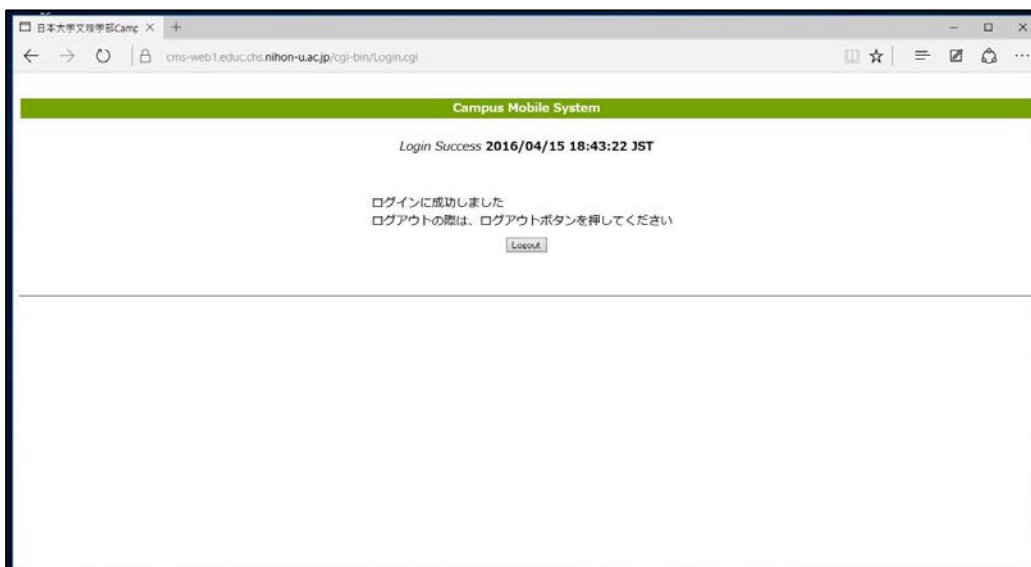 日本大学文理学部Camp
cms-web1.educ.chs.nihon-u.ac.jp/cgi-bin/Login.cgi
Campus Mobile System
Login Success 2016/04/15 18:43:22 JST
ログインに成功しました
ログアウトの際は、ログアウトボタンを押してください
Logout